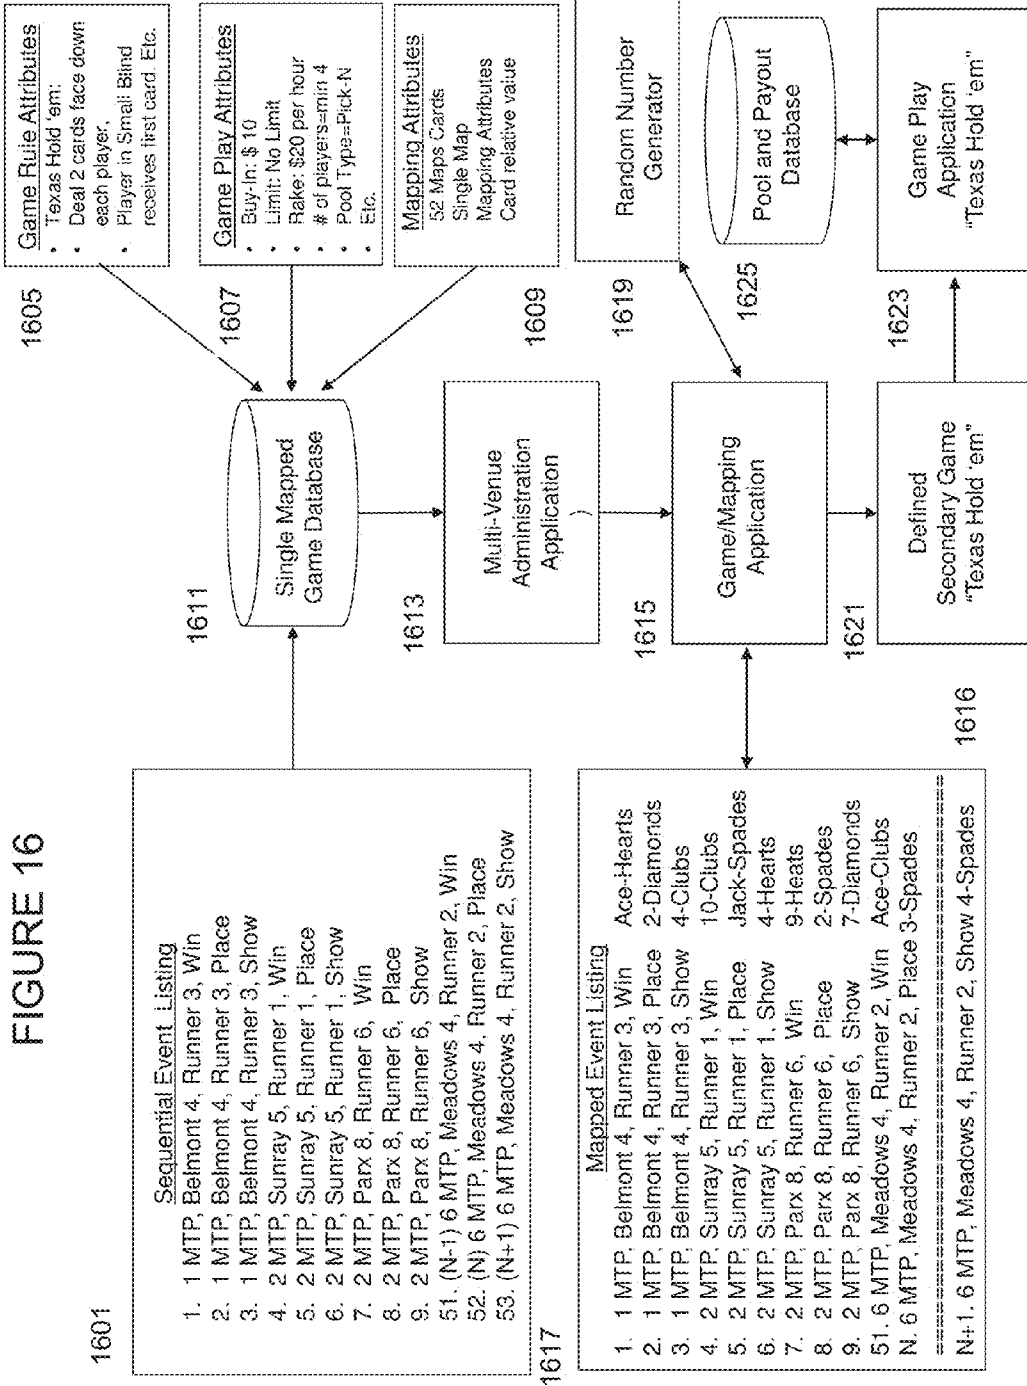 FIGURE 16
1601
Sequential Event Listing
1. 1 MTP, Belmont 4, Runner 3, Win
2. 1 MTP, Belmont 4, Runner 3, Place
3. 1 MTP, Belmont 4, Runner 3, Show
4. 2 MTP, Sunray 5, Runner 1, Win
5. 2 MTP, Sunray 5, Runner 1, Place
6. 2 MTP, Sunray 5, Runner 1, Show
7. 2 MTP, Parx 8, Runner 6, Win
8. 2 MTP, Parx 8, Runner 6, Place
9. 2 MTP, Parx 8, Runner 6, Show
51. (N-1) 6 MTP, Meadows 4, Runner 2, Win
52. (N) 6 MTP, Meadows 4, Runner 2, Place
53. (N+1) 6 MTP, Meadows 4, Runner 2, Show
1611
Single Mapped
Game Database
1605
Game Rule Attributes
• Texas Hold 'em:
• Deal 2 cards face down
each player,
• Player in Small Blind
receives first card. Etc.
1607
Game Play Attributes
• Buy-In: $ 10
• Limit: No Limit
• Rake: $20 per hour
• # of players=min 4
• Pool Type=Pick-N
• Etc.
1609
Mapping Attributes
52 Maps Cards
Single Map
Mapping Attributes
Card relative value
1613
Multi-Venue
Administration
Application
)
1617
Mapped Event Listing
1. 1 MTP, Belmont 4, Runner 3, Win Ace-Hearts
2. 1 MTP, Belmont 4, Runner 3, Place 2-Diamonds
3. 1 MTP, Belmont 4, Runner 3, Show 4-Clubs
4. 2 MTP, Sunray 5, Runner 1, Win 10-Clubs
5. 2 MTP, Sunray 5, Runner 1, Place Jack-Spades
6. 2 MTP, Sunray 5, Runner 1, Show 4-Hearts
7. 2 MTP, Parx 8, Runner 6, Win 9-Heats
8. 2 MTP, Parx 8, Runner 6, Place 2-Spades
9. 2 MTP, Parx 8, Runner 6, Show 7-Diamonds
51. 6 MTP, Meadows 4, Runner 2, Win Ace-Clubs
N. 6 MTP, Meadows 4, Runner 2, Place 3-Spades
N+1. 6 MTP, Meadows 4, Runner 2, Show 4-Spades
1616
1615
Game/Mapping
Application
1619
Random Number
Generator
1621
Defined
Secondary Game
"Texas Hold 'em"
1625
Pool and Payout
Database
1623
Game Play
Application
"Texas Hold 'em"